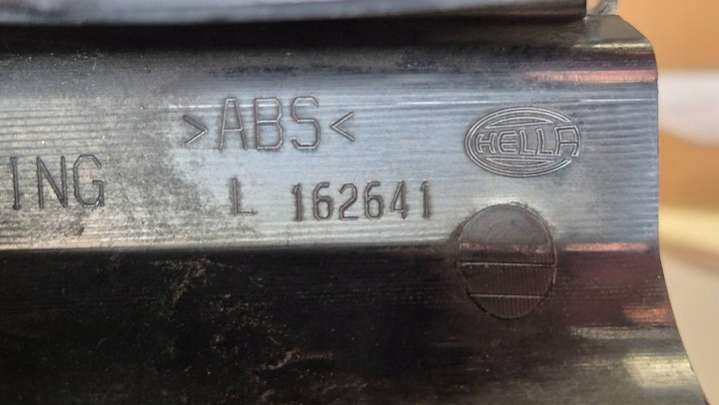 >ABS<
HELLA
ING
L 162641